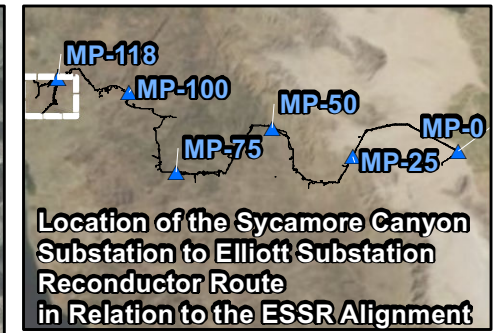 MP-118
MP-100
MP-50
MP-0
MP-75
MP-25
Location of the Sycamore Canyon
Substation to Elliott Substation
Reconductor Route
in Relation to the ESSR Alignment